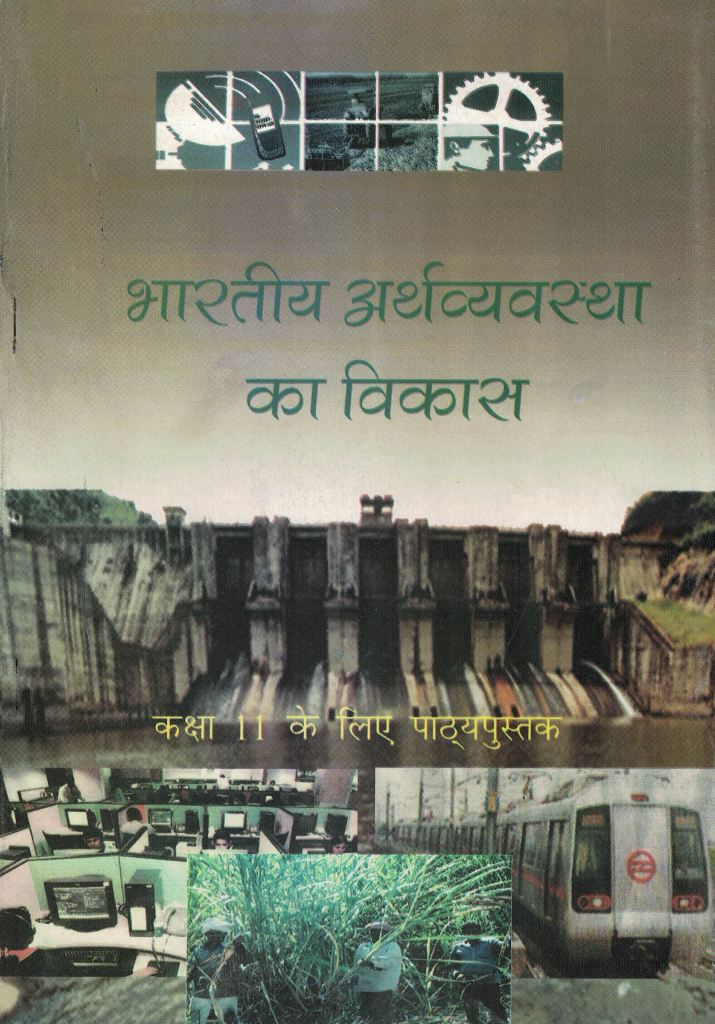 भारतीय अर्थव्यवस्था
का विकास
कक्षा 11 के लिए पाठ्यपुस्तक